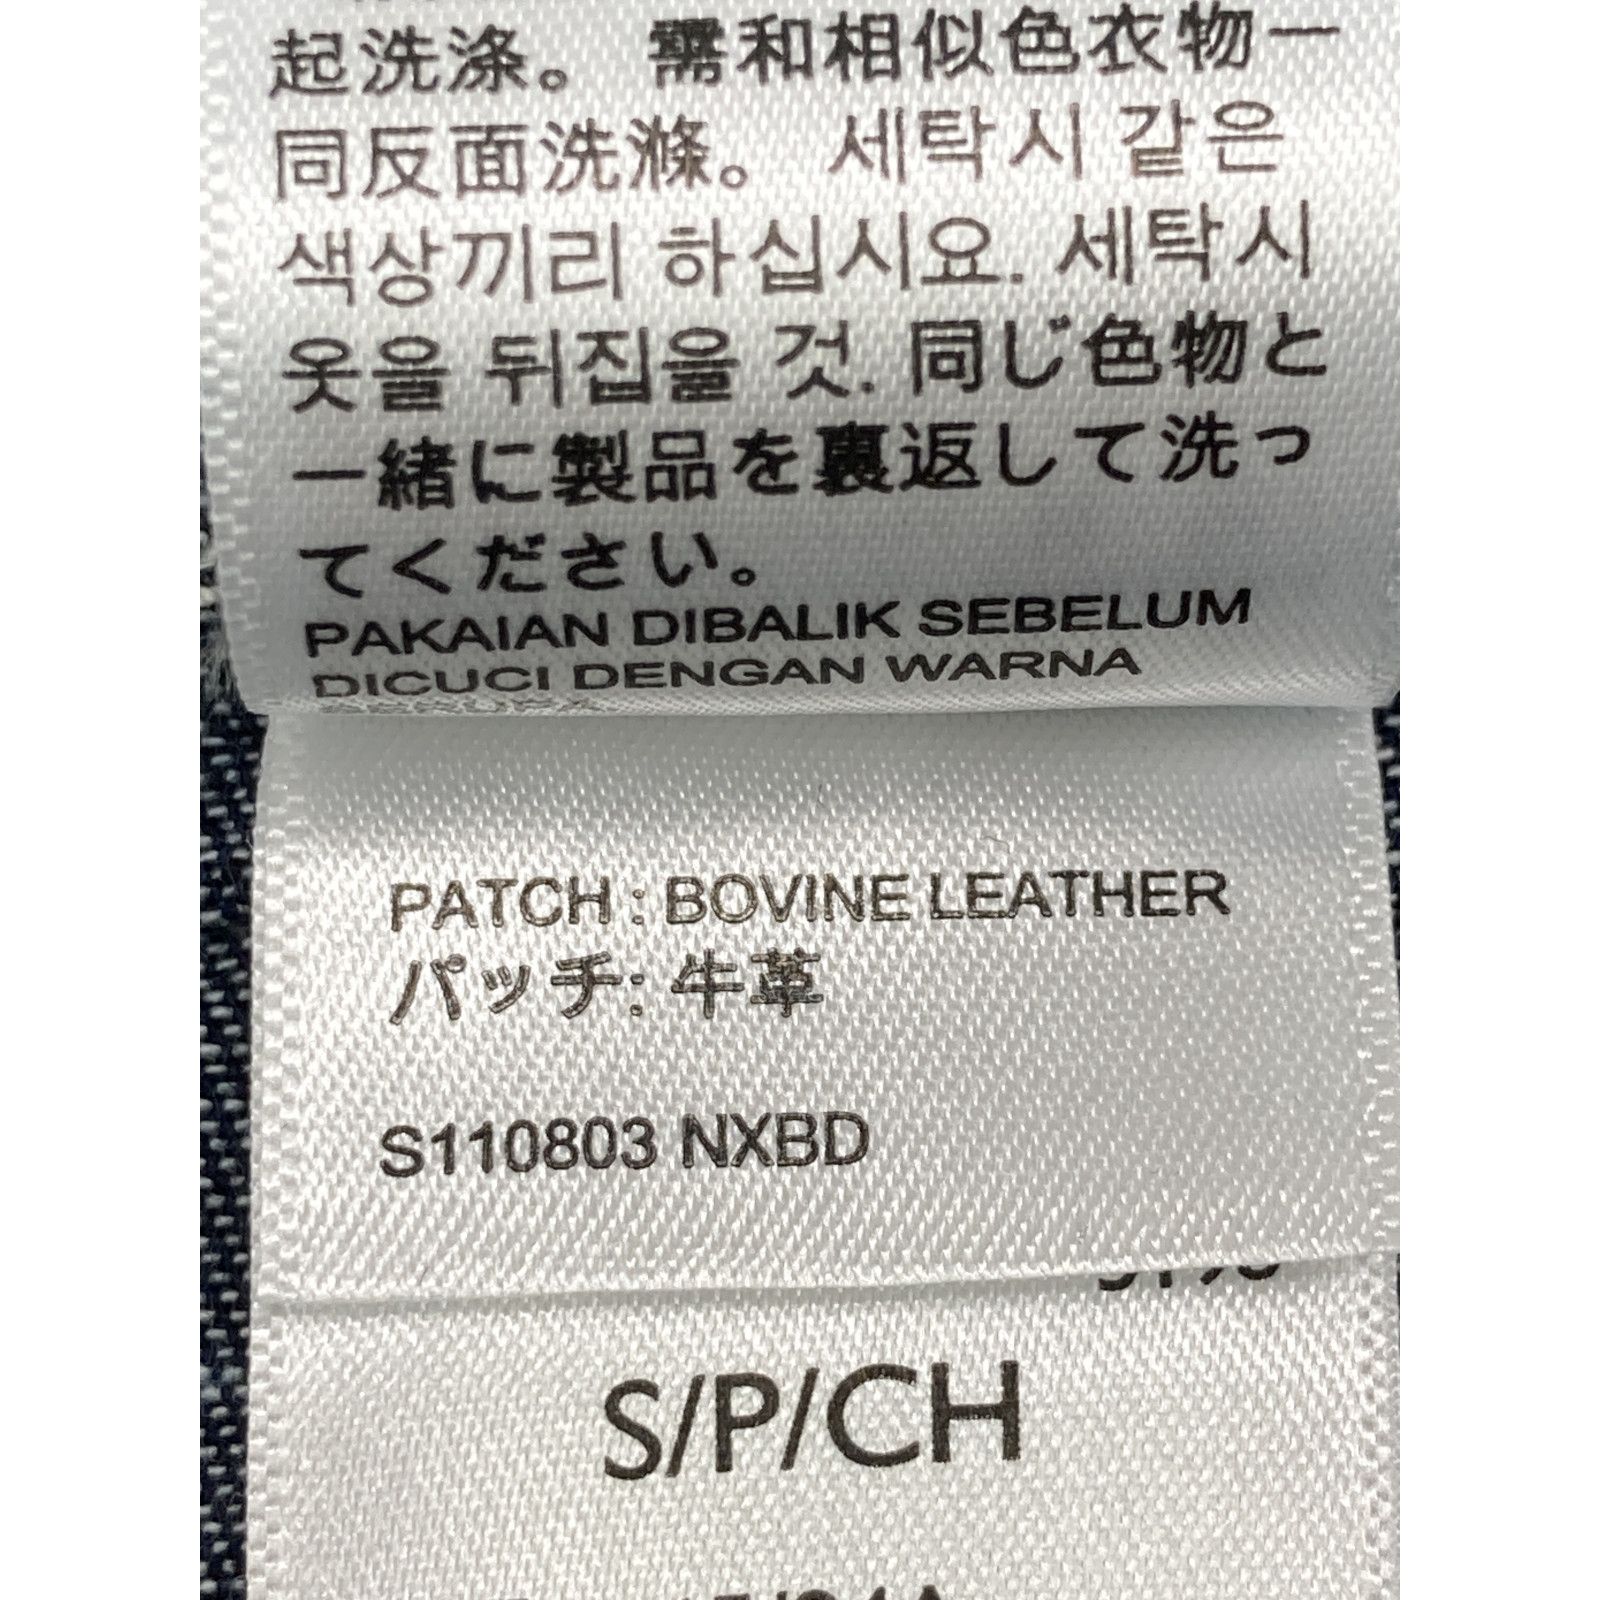 起洗涤。 需和相似色衣物一
同反面洗滌。 세탁시 같은
색상끼리 하십시요. 세탁시
옷을 뒤집을 것. 同じ色物と
一緒に製品を裏返して洗っ
てください。
PAKAIAN DIBALIK SEBELUM
DICUCI DENGAN WARNA
PATCH : BOVINE LEATHER
パッチ: 牛革
S110803 NXBD
S/P/CH